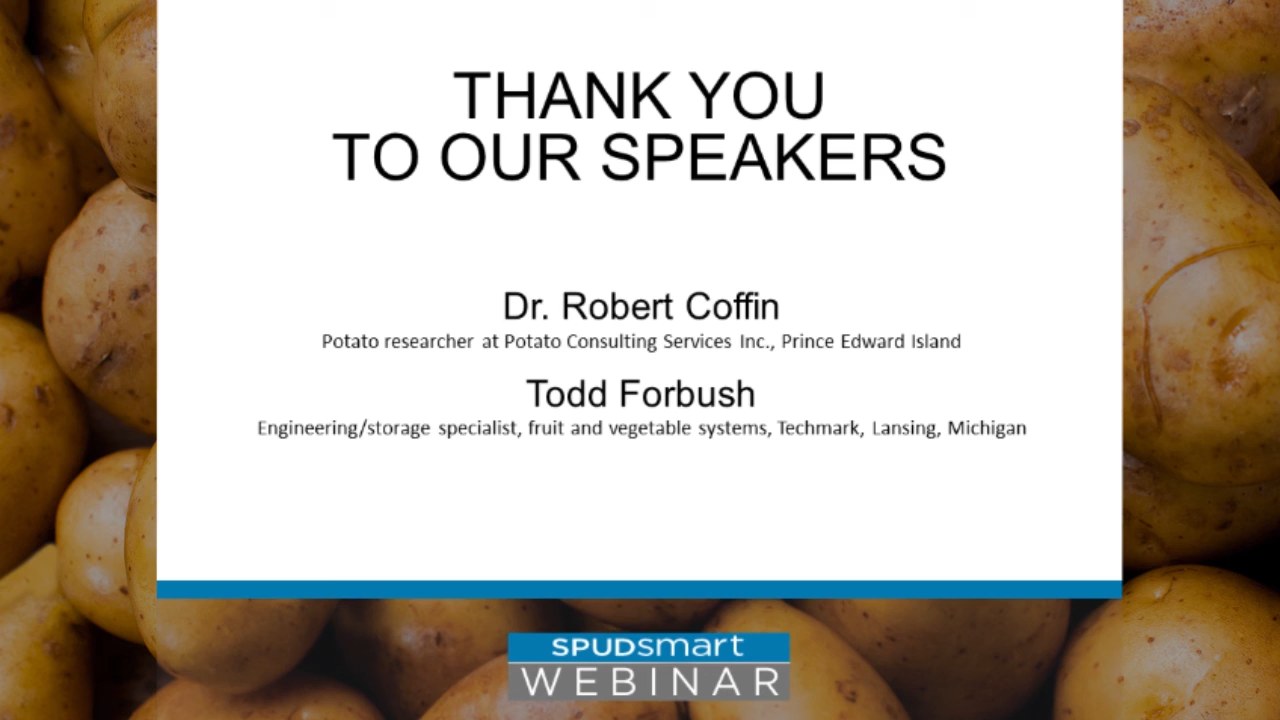 THANK YOU
TO OUR SPEAKERS
Dr. Robert Coffin
Potato researcher at Potato Consulting Services Inc., Prince Edward Island
Todd Forbush
Engineering/storage specialist, fruit and vegetable systems, Techmark, Lansing, Michigan
SPUDsmart
WEBINAR